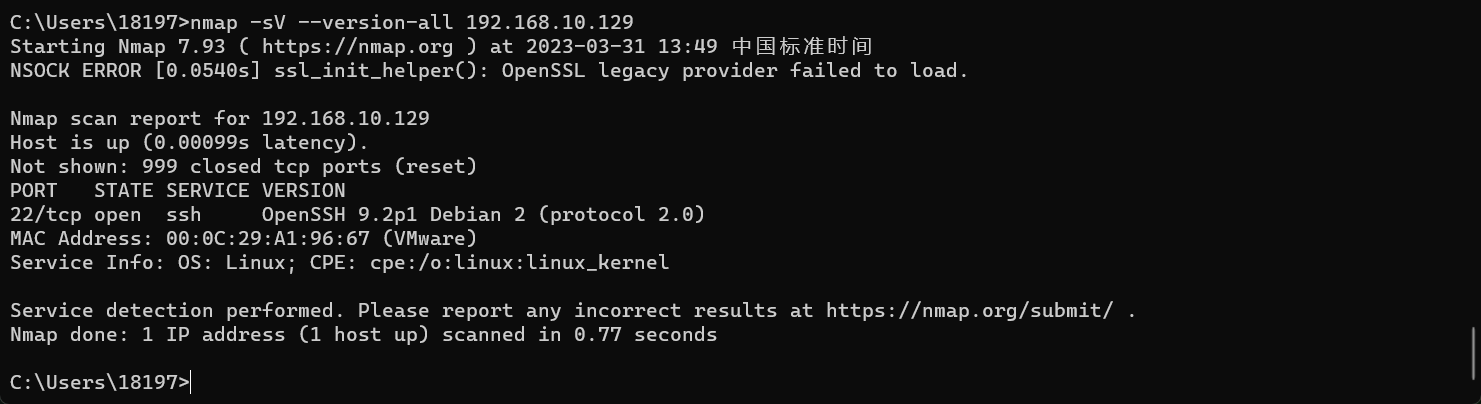 C:\Users\18197>nmap -sV --version-all 192.168.10.129
Starting Nmap 7.93 ( https://nmap.org ) at 2023-03-31 13:49 中国标准时间
NSOCK ERROR [0.0540s] ssl_init_helper(): OpenSSL legacy provider failed to load.

Nmap scan report for 192.168.10.129
Host is up (0.00099s latency).
Not shown: 999 closed tcp ports (reset)
PORT   STATE SERVICE VERSION
22/tcp open  ssh     OpenSSH 9.2p1 Debian 2 (protocol 2.0)
MAC Address: 00:0C:29:A1:96:67 (VMware)
Service Info: OS: Linux; CPE: cpe:/o:linux:linux_kernel

Service detection performed. Please report any incorrect results at https://nmap.org/submit/ .
Nmap done: 1 IP address (1 host up) scanned in 0.77 seconds

C:\Users\18197>